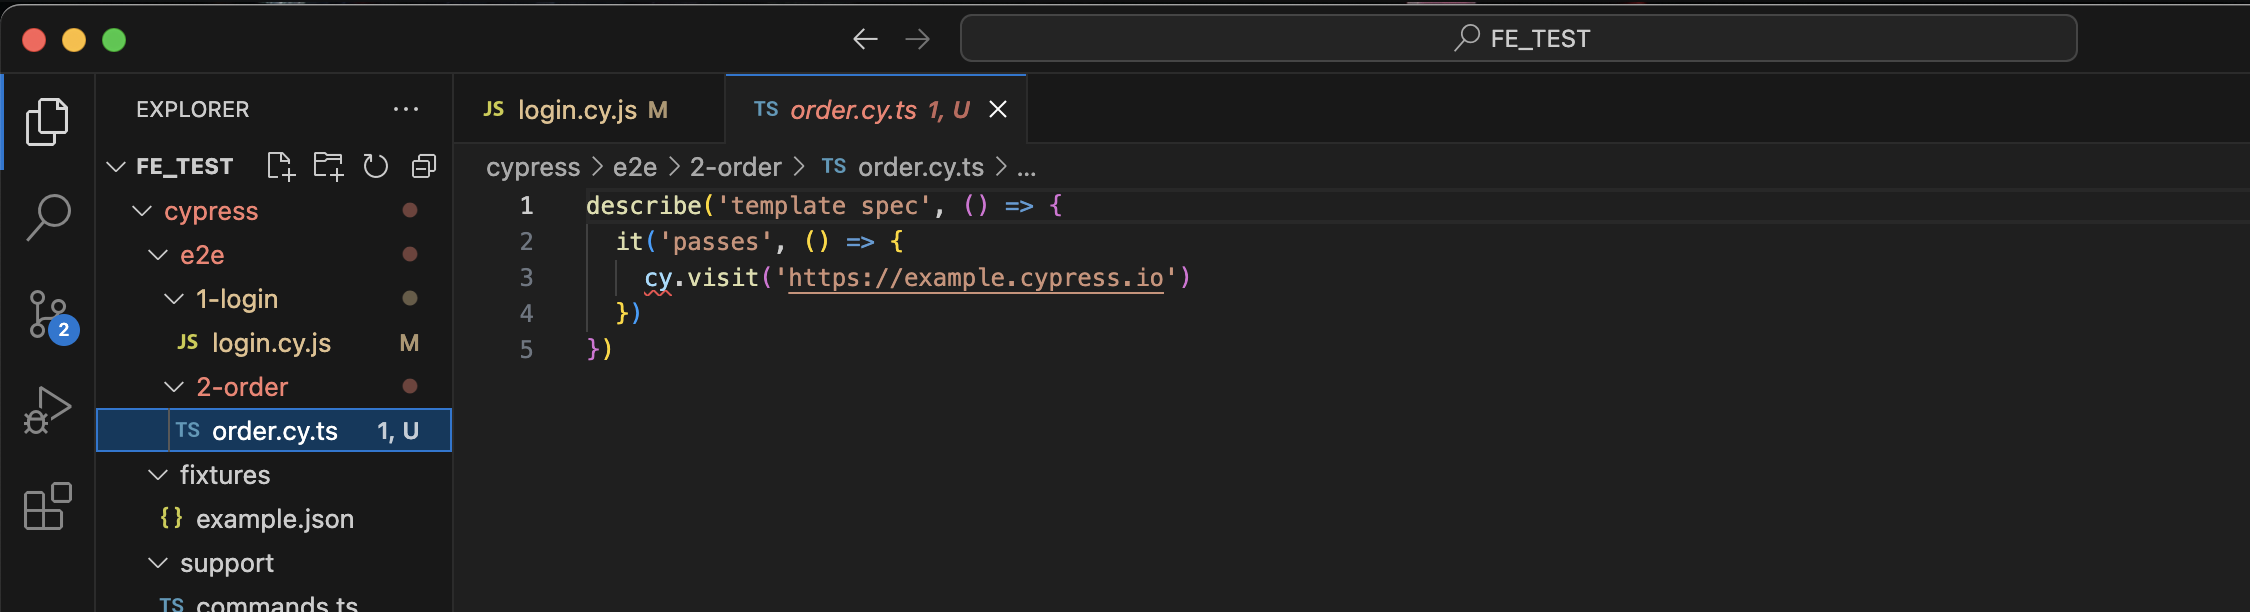 FE_TEST
EXPLORER ...
FE_TEST
cypress
e2e
1-login
JS login.cy.js M
2-order
TS order.cy.ts 1, U
fixtures
{} example.json
support
TS commands.ts
2
JS login.cy.js M
TS order.cy.ts 1, U
cypress > e2e > 2-order > TS order.cy.ts > ...
1 describe('template spec', () => {
2 it('passes', () => {
3 cy.visit('https://example.cypress.io')
4 })
5 })